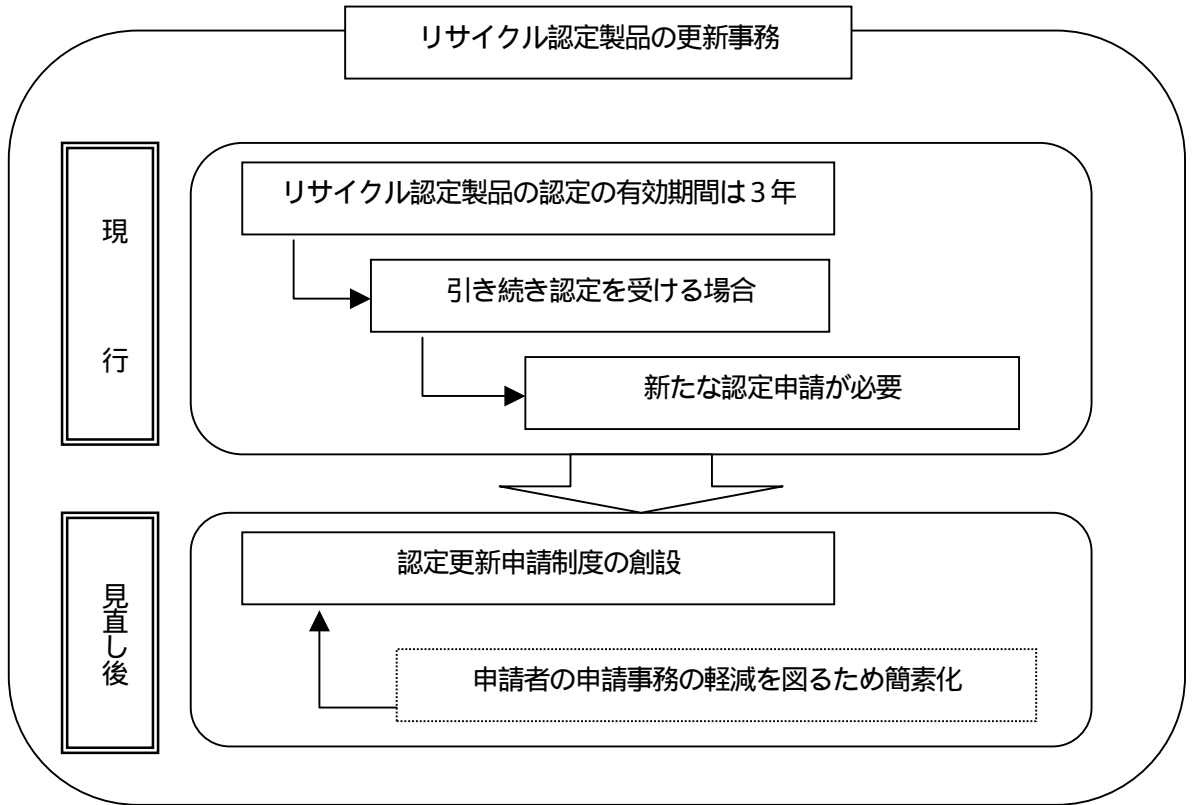 リサイクル認定製品の更新事務
現行
リサイクル認定製品の認定の有効期間は３年
引き続き認定を受ける場合
新たな認定申請が必要
見直し後
認定更新申請制度の創設
申請者の申請事務の軽減を図るため簡素化